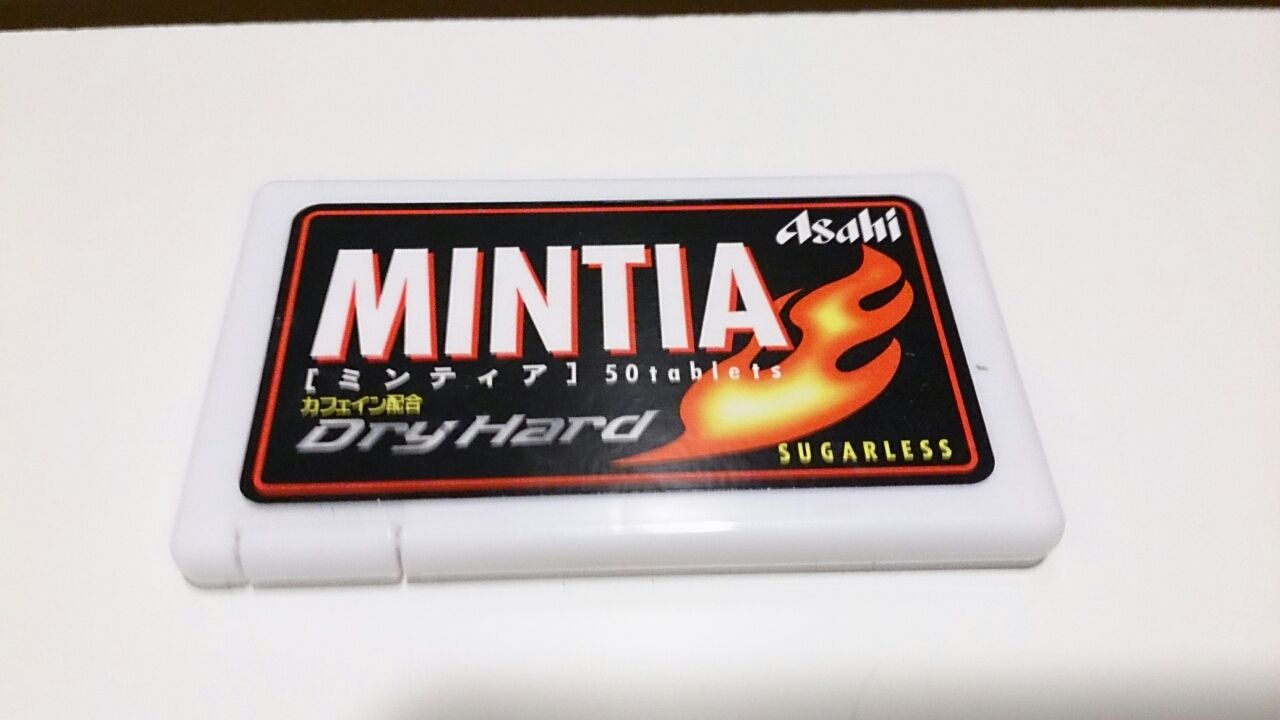 Asahi
MINTIA
[ミンティア] 50tablets
カフェイン配合
Dry Hard
SUGARLESS